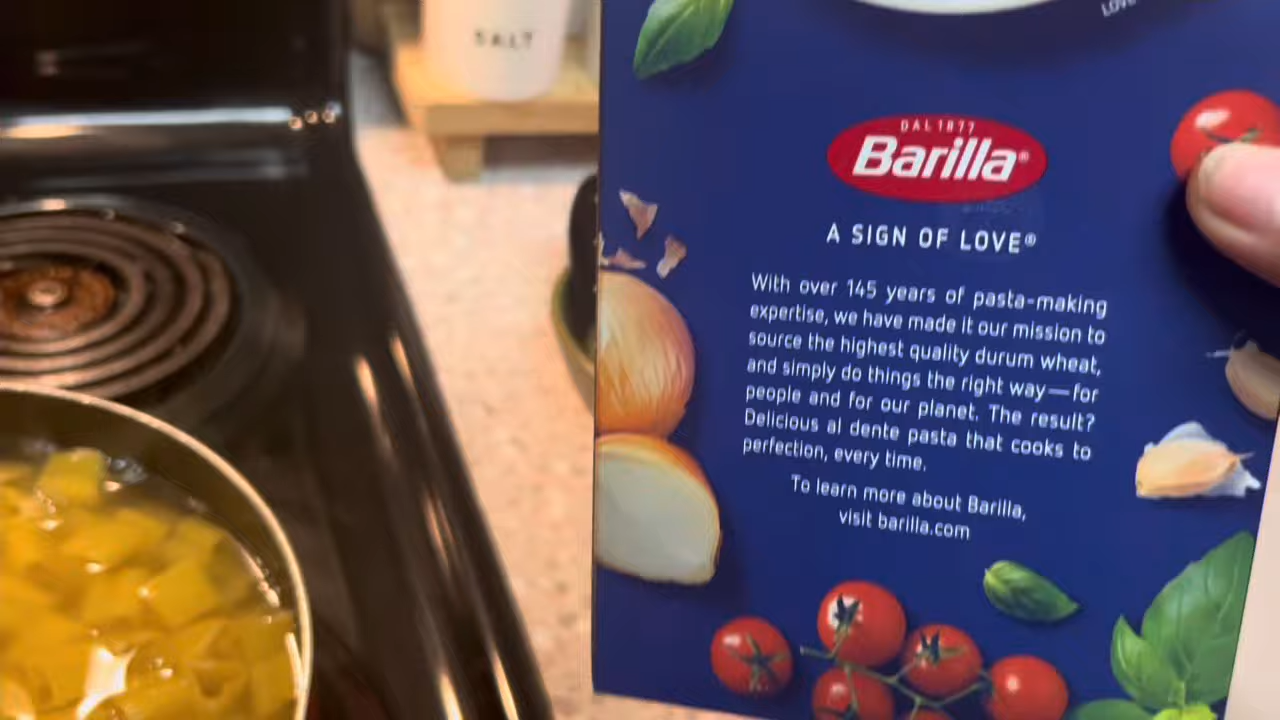 SALT
LOVE
DAL 1877
Barilla®
A SIGN OF LOVE®
With over 145 years of pasta-making
expertise, we have made it our mission to
source the highest quality durum wheat,
and simply do things the right way—for
people and for our planet. The result?
Delicious al dente pasta that cooks to
perfection, every time.
To learn more about Barilla,
visit barilla.com